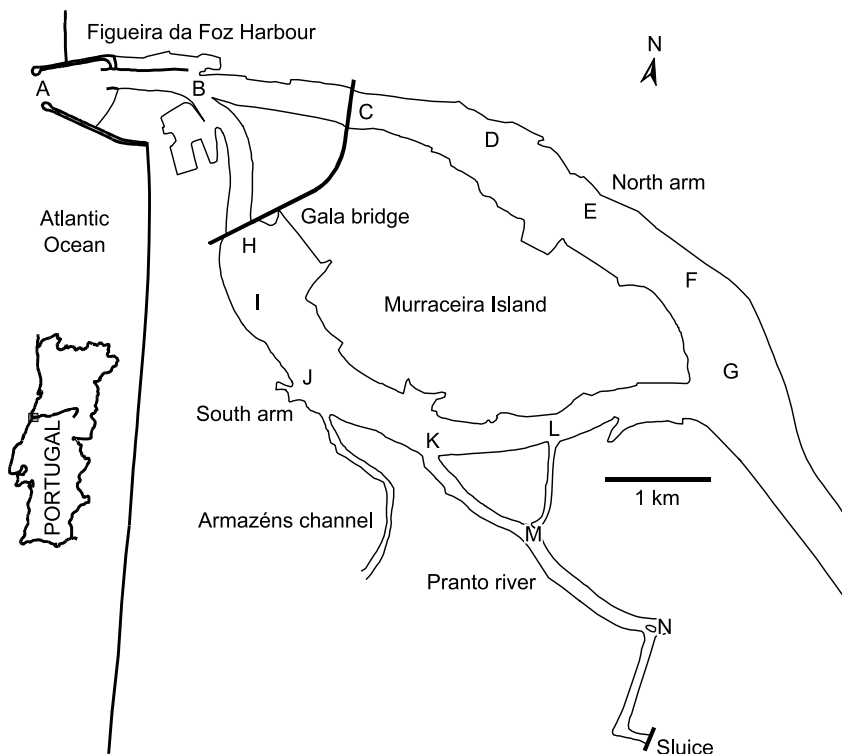 Figueira da Foz Harbour
N
A
B
C
D
North arm
E
Atlantic
Ocean
Gala bridge
H
F
I
Murraceira Island
J
G
South arm
K
L
PORTUGAL
1 km
Armazéns channel
M
Pranto river
N
Sluice